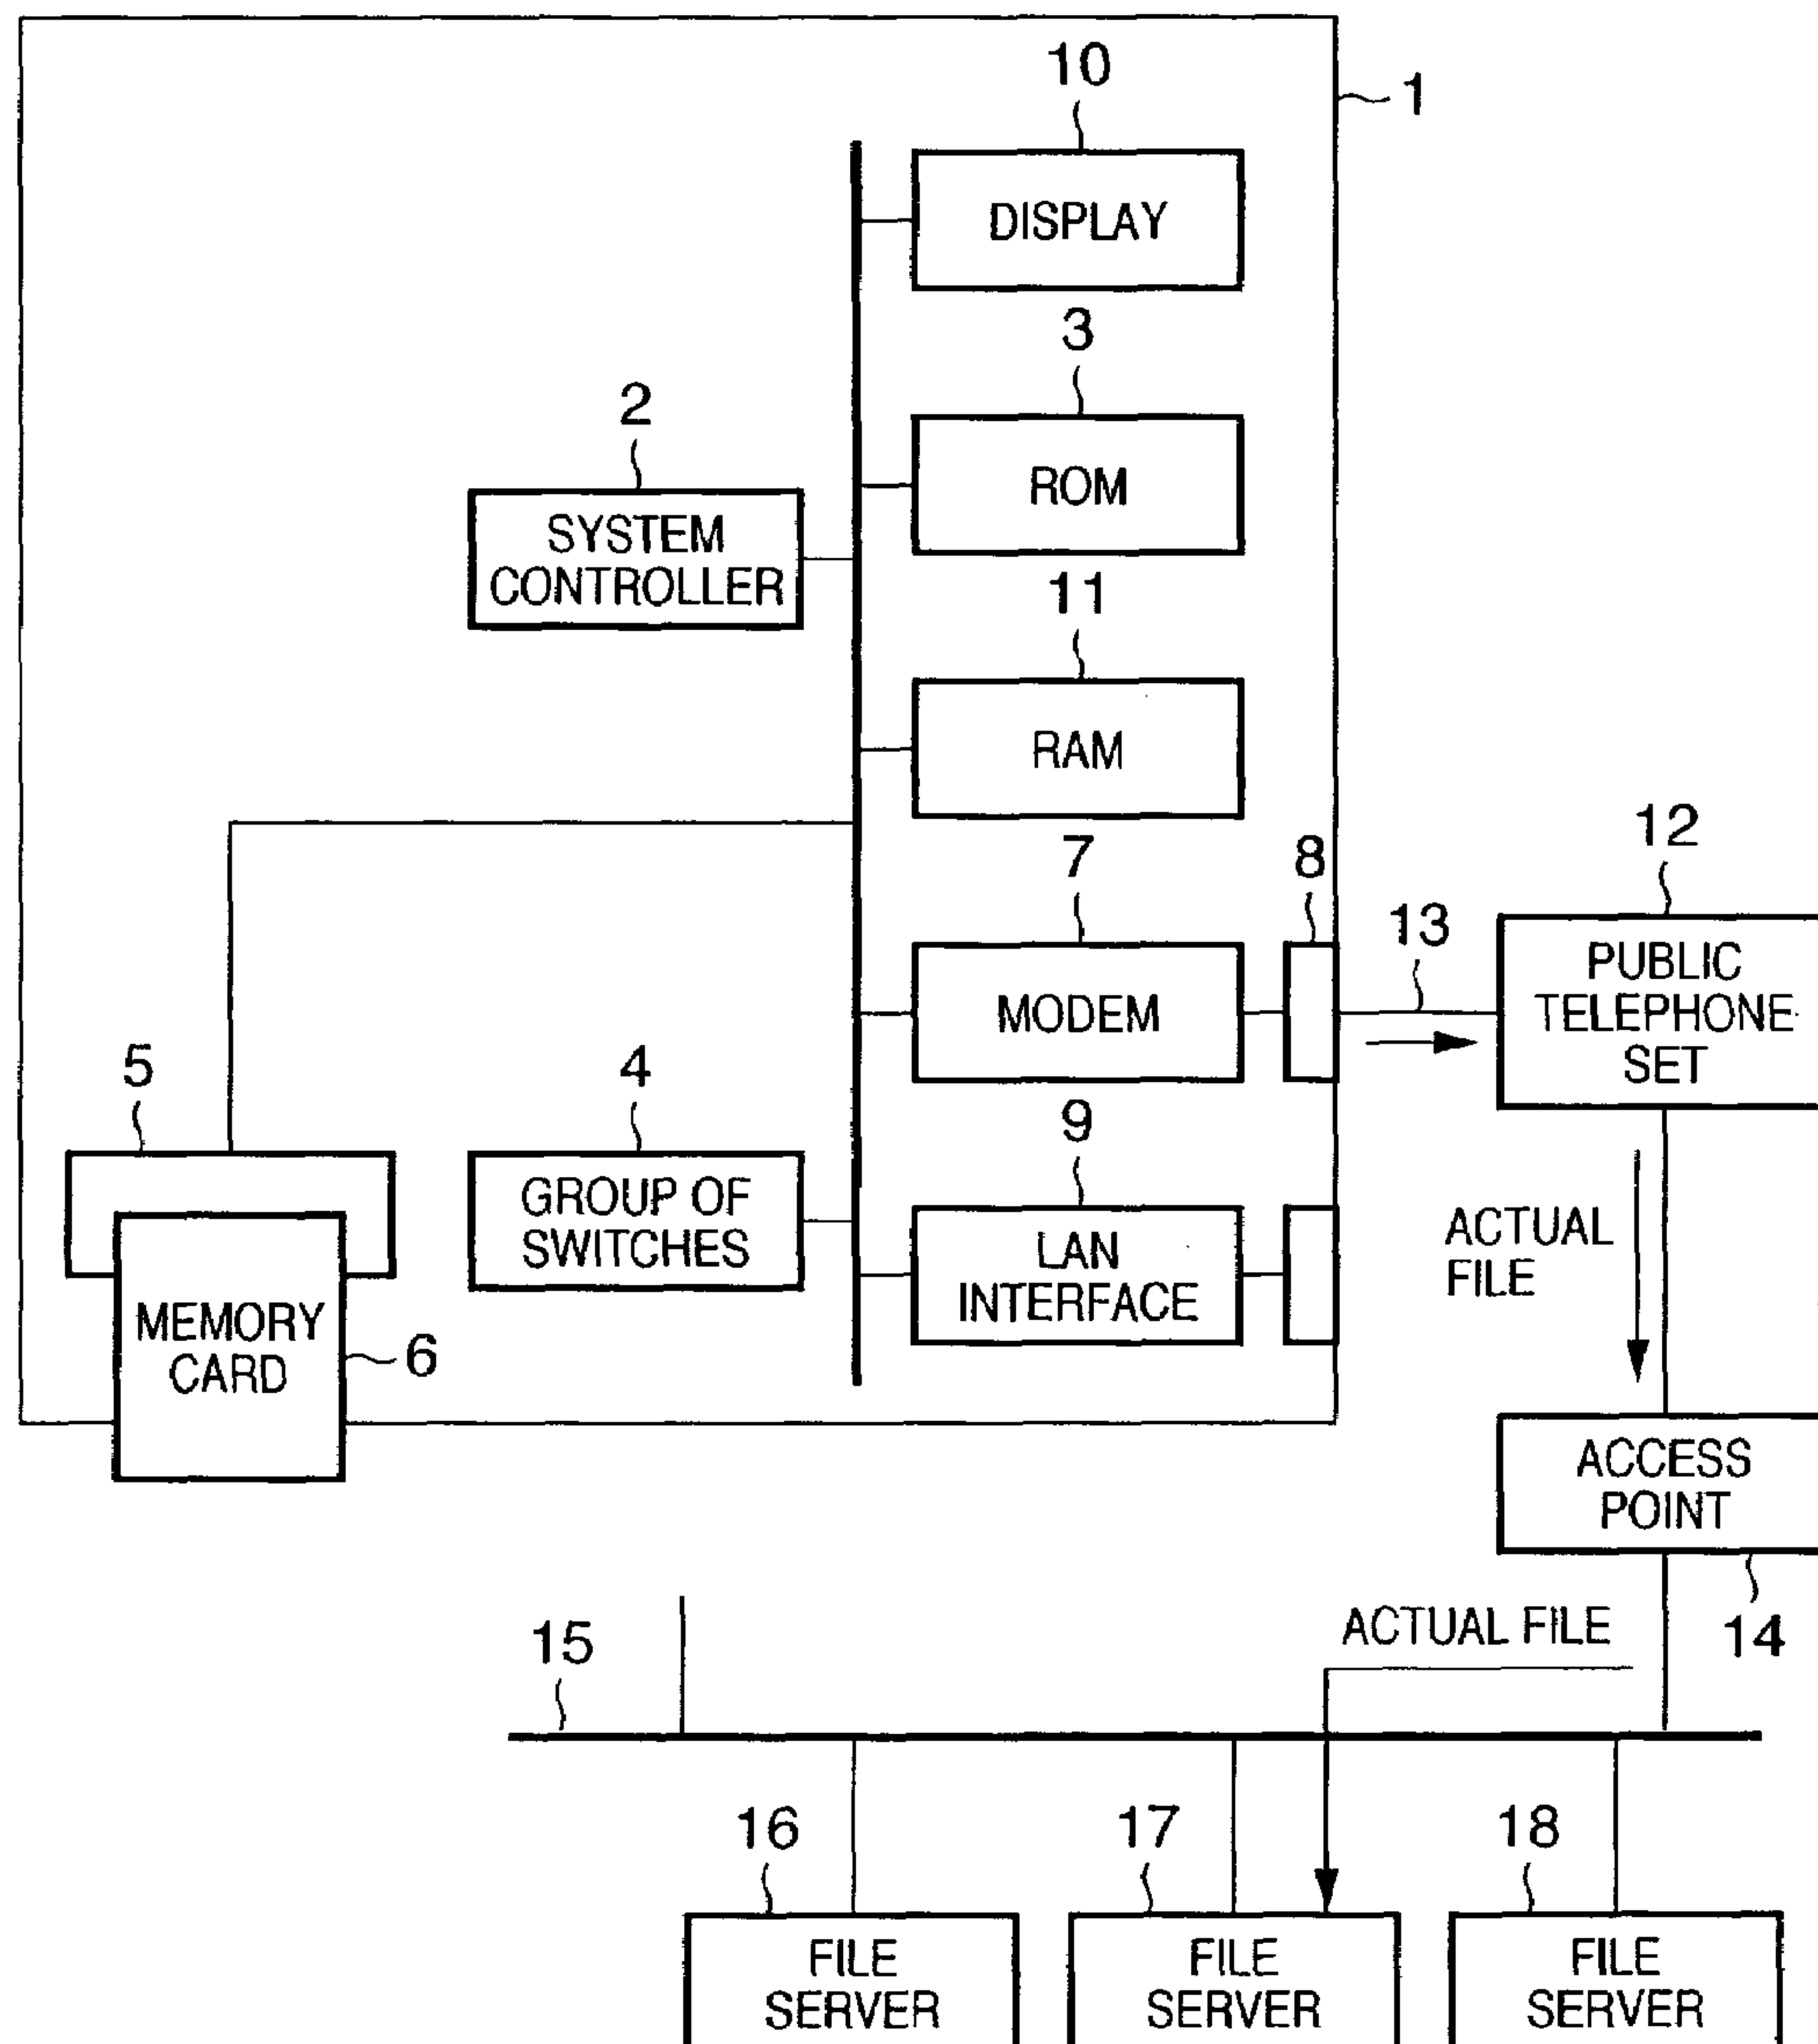 10
1
DISPLAY
3
2
ROM
SYSTEM
CONTROLLER
11
RAM
12
7
8
13
PUBLIC
TELEPHONE
SET
MODEM
5
4
9
GROUP OF
SWITCHES
LAN
INTERFACE
ACTUAL
FILE
MEMORY
CARD
6
ACCESS
POINT
14
ACTUAL FILE
15
16
17
18
FILE
SERVER
FILE
SERVER
FILE
SERVER